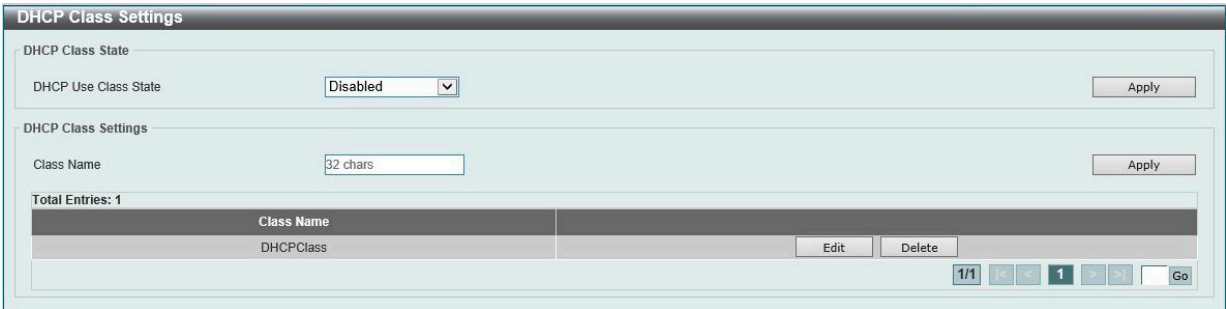 DHCP Class Settings
DHCP Class State
DHCP Use Class State Disabled Apply
DHCP Class Settings
Class Name 32 chars Apply
Total Entries: 1
Class Name
DHCPClass Edit Delete
1/1 |< < 1 > >| Go